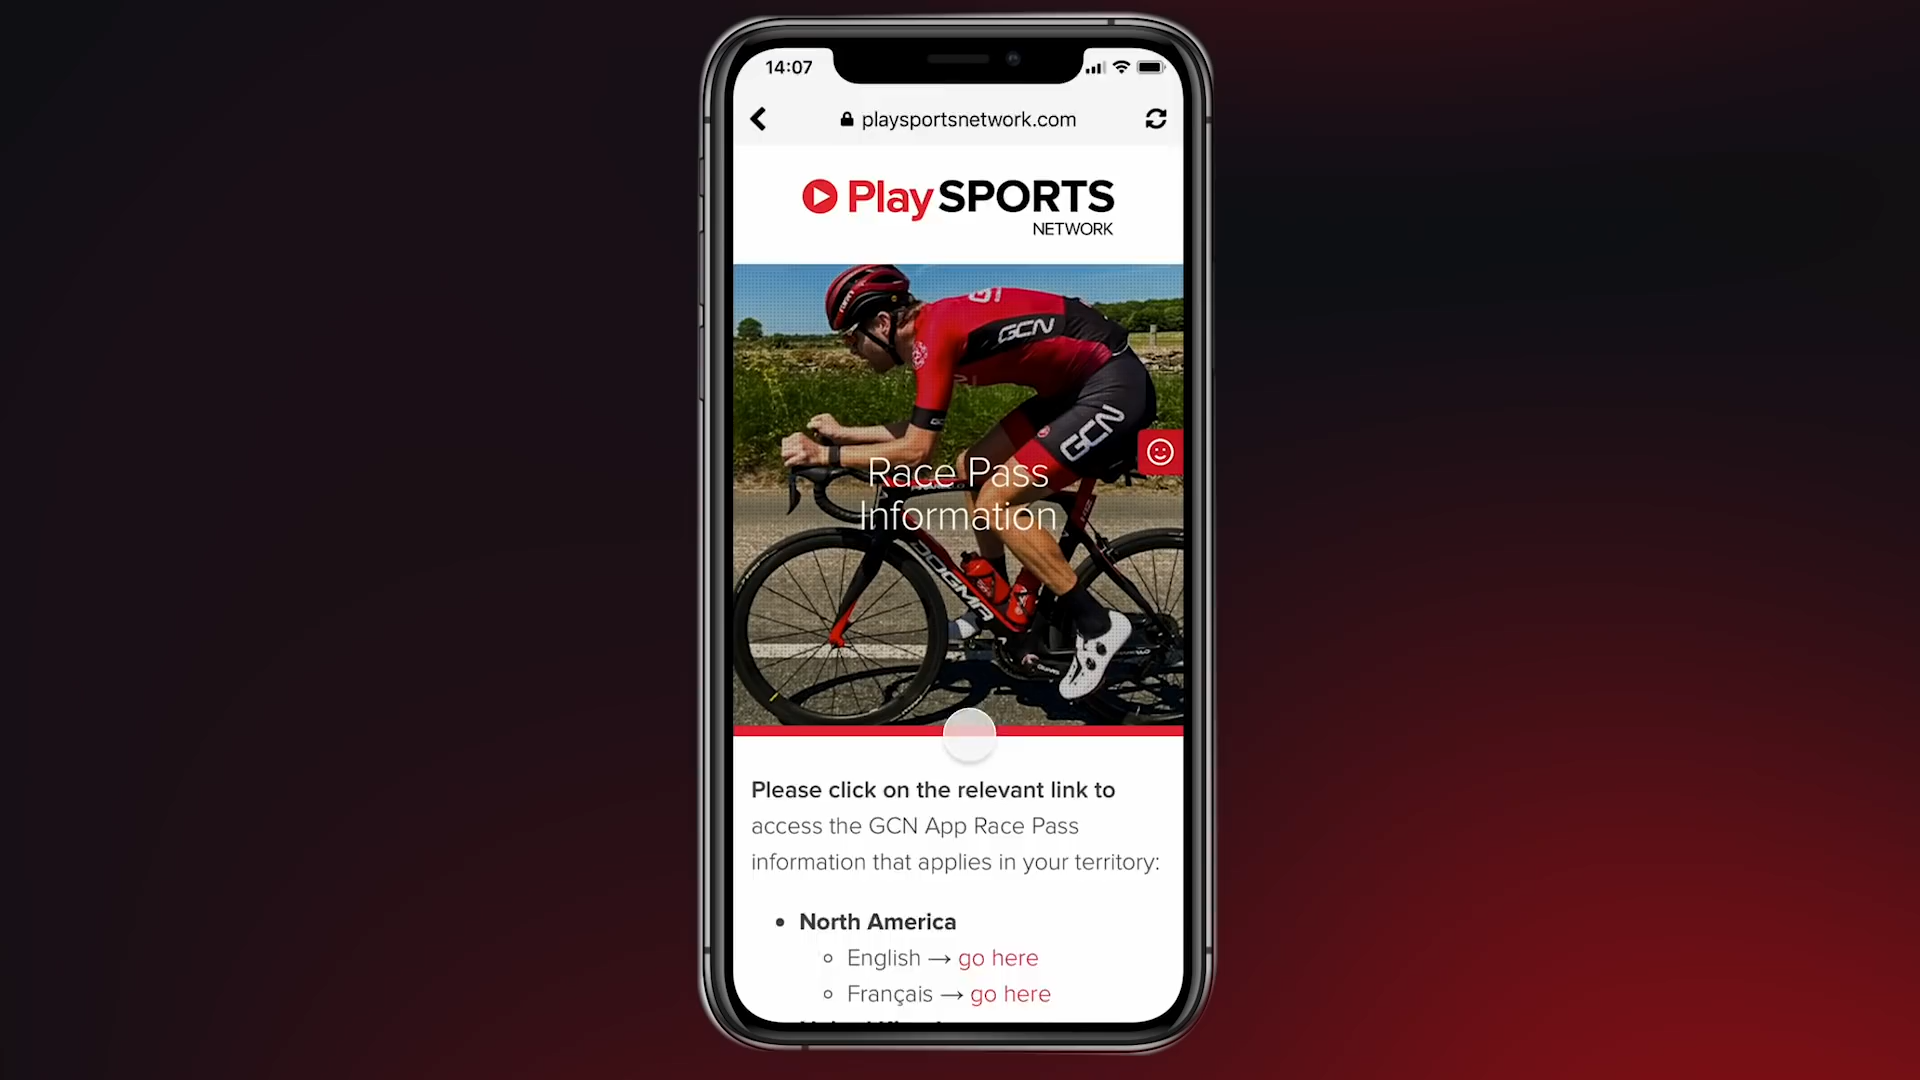 14:07
playsportsnetwork.com
Play SPORTS
NETWORK
GCN
GCN
Race Pass
Information
DOGMA
Please click on the relevant link to
access the GCN App Race Pass
information that applies in your territory:
• North America
○ English → go here
○ Français → go here